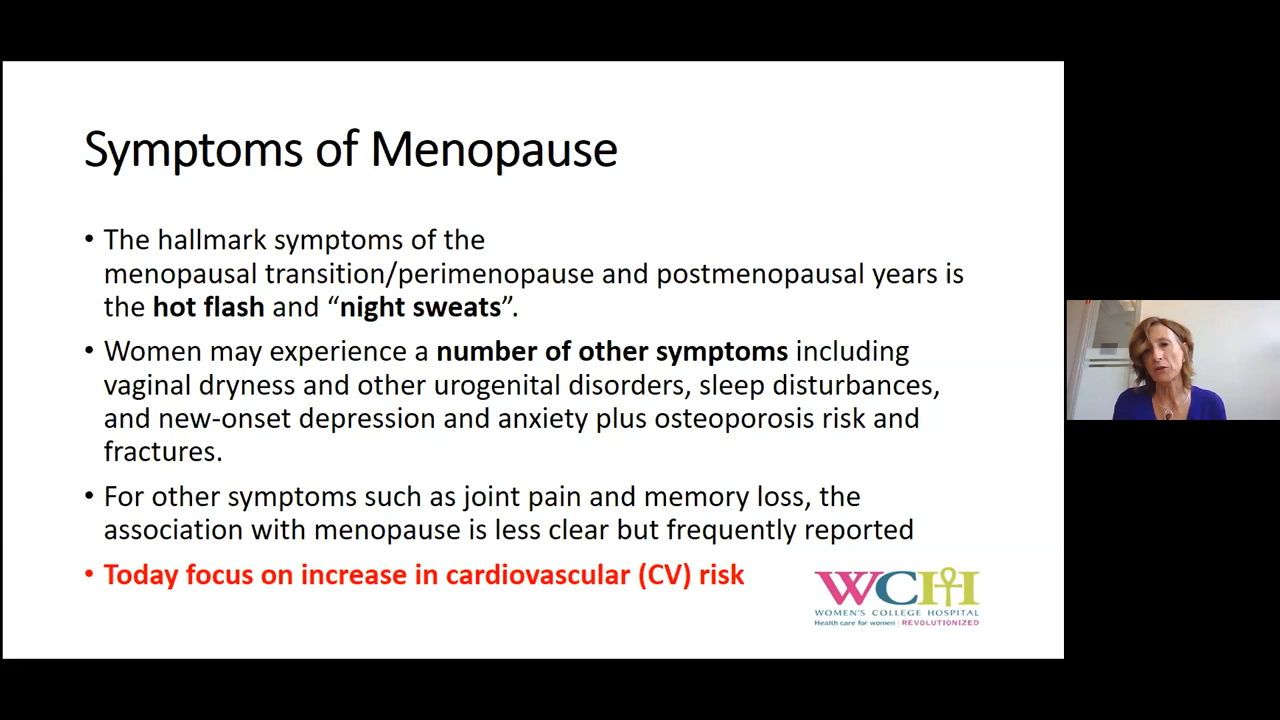 Symptoms of Menopause
• The hallmark symptoms of the
menopausal transition/perimenopause and postmenopausal years is
the hot flash and “night sweats”.
• Women may experience a number of other symptoms including
vaginal dryness and other urogenital disorders, sleep disturbances,
and new-onset depression and anxiety plus osteoporosis risk and
fractures.
• For other symptoms such as joint pain and memory loss, the
association with menopause is less clear but frequently reported
• Today focus on increase in cardiovascular (CV) risk
WCH
WOMEN'S COLLEGE HOSPITAL
Health care for women | REVOLUTIONIZED